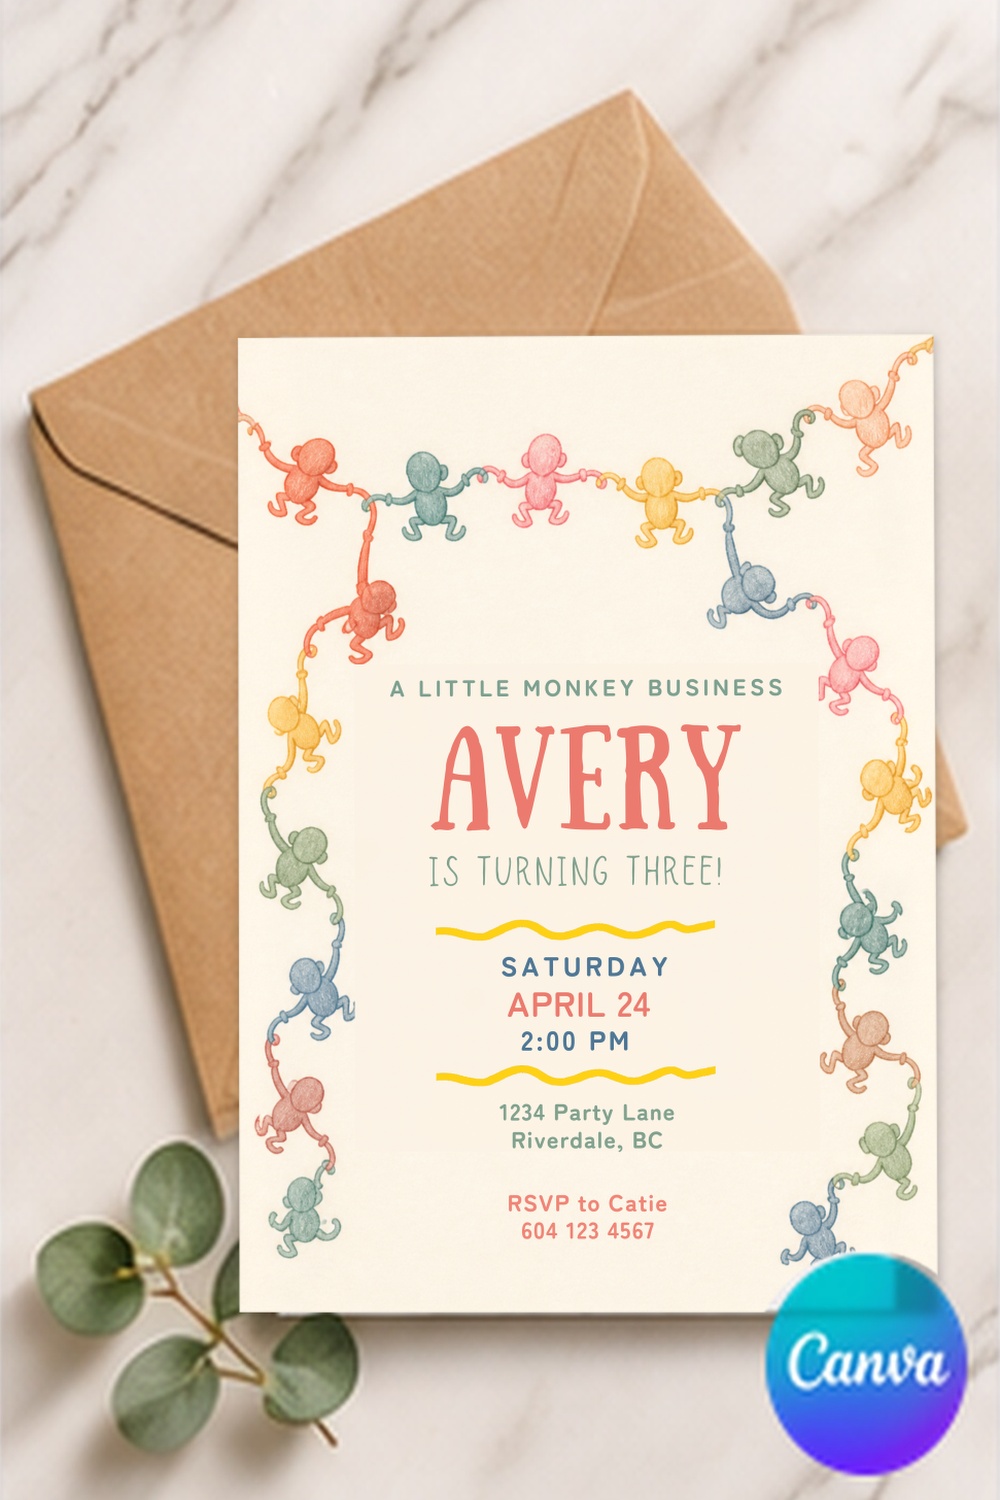 A LITTLE MONKEY BUSINESS
AVERY
IS TURNING THREE!
SATURDAY
APRIL 24
2:00 PM
1234 Party Lane
Riverdale, BC
RSVP to Catie
604 123 4567
Canva